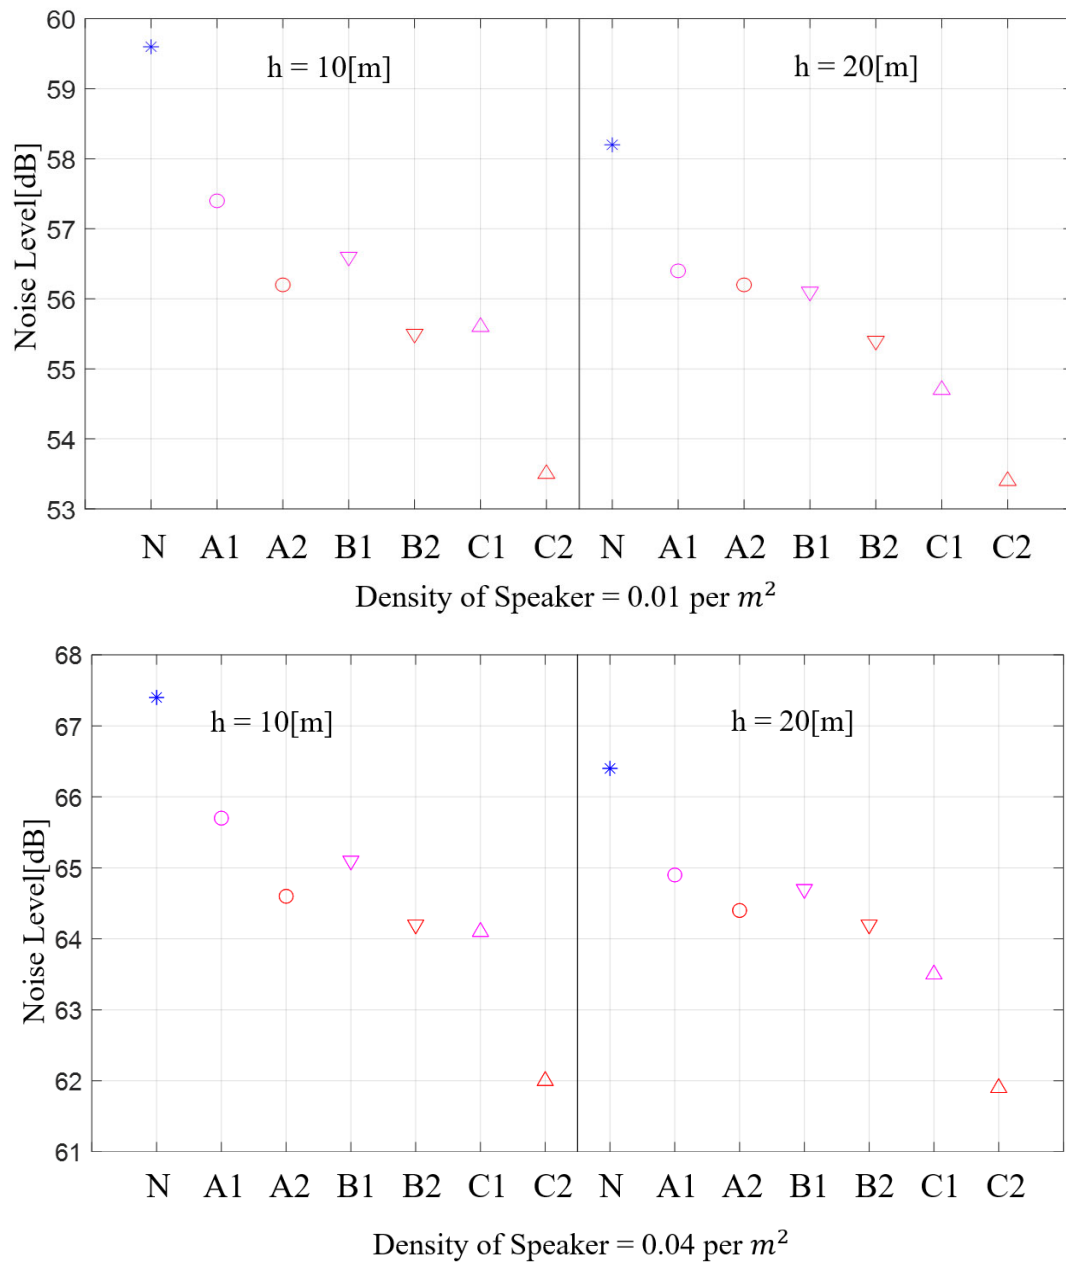 60
59
58
57
56
55
54
53
Noise Level[dB]
h = 10[m]
h = 20[m]
N A1 A2 B1 B2 C1 C2 N A1 A2 B1 B2 C1 C2
Density of Speaker = 0.01 per m²
68
67
66
65
64
63
62
61
Noise Level[dB]
h = 10[m]
h = 20[m]
N A1 A2 B1 B2 C1 C2 N A1 A2 B1 B2 C1 C2
Density of Speaker = 0.04 per m²